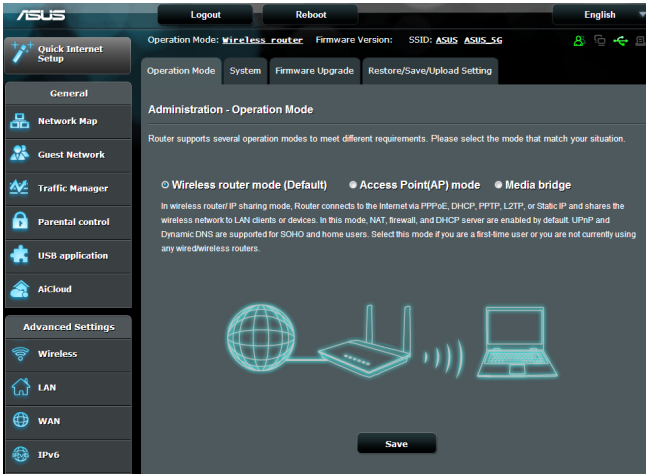 ASUS Logout Reboot English
Quick Internet Setup
Operation Mode: Wireless router Firmware Version: SSID: ASUS ASUS_5G
Operation Mode System Firmware Upgrade Restore/Save/Upload Setting
General
Network Map
Guest Network
Traffic Manager
Parental control
USB application
AiCloud
Advanced Settings
Wireless
LAN
WAN
IPv6
Administration - Operation Mode
Router supports several operation modes to meet different requirements. Please select the mode that match your situation.
Wireless router mode (Default) Access Point(AP) mode Media bridge
In wireless router/ IP sharing mode, Router connects to the Internet via PPPoE, DHCP, PPTP, L2TP, or Static IP and shares the
wireless network to LAN clients or devices. In this mode, NAT, firewall, and DHCP server are enabled by default. UPnP and
Dynamic DNS are supported for SOHO and home users. Select this mode if you are a first-time user or you are not currently using
any wired/wireless routers.
Save